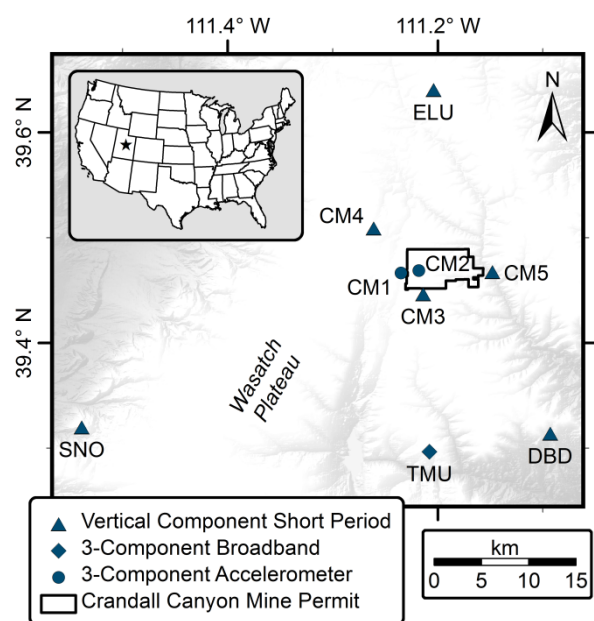 111.4° W
111.2° W
N
ELU
39.6° N
CM4
CM2
CM1
CM5
CM3
39.4° N
Wasatch
Plateau
SNO
TMU
DBD
Vertical Component Short Period
3-Component Broadband
3-Component Accelerometer
Crandall Canyon Mine Permit
km
0 5 10 15